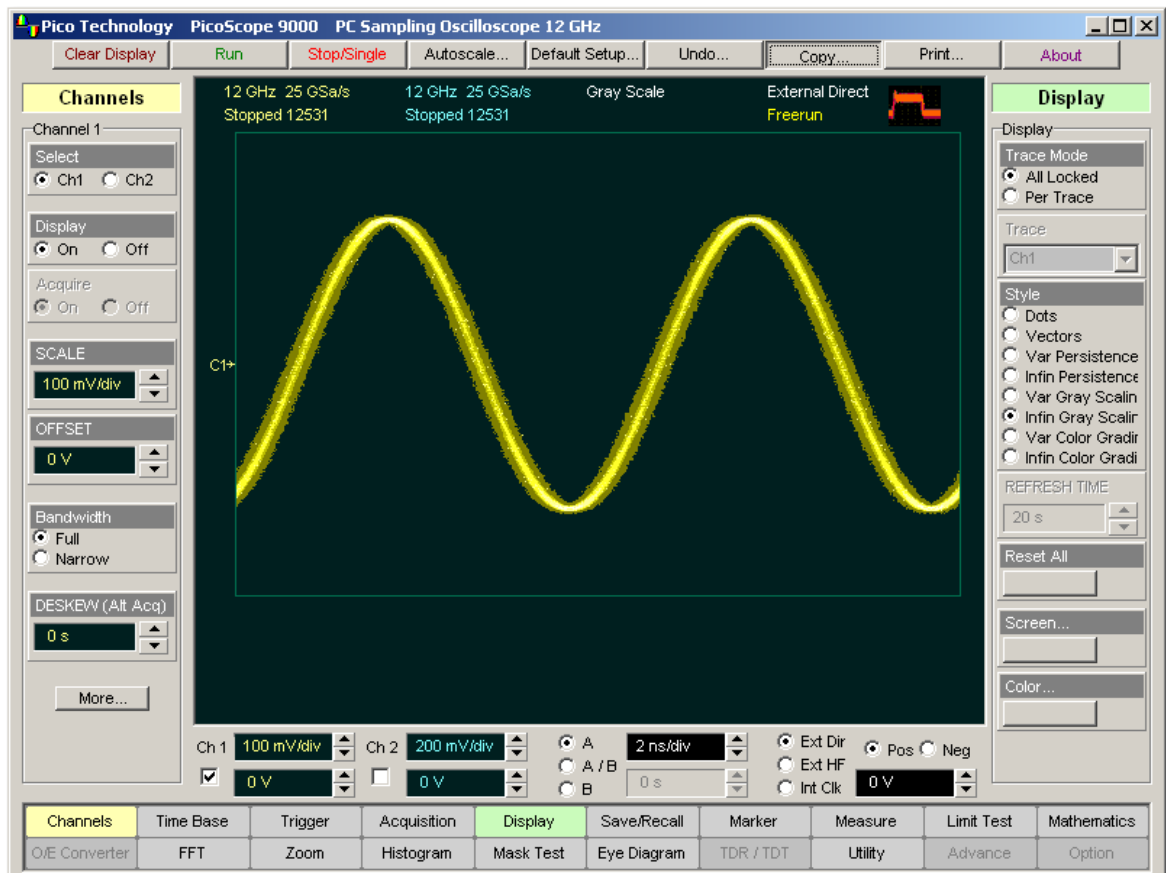 Pico Technology PicoScope 9000 PC Sampling Oscilloscope 12 GHz
Clear Display Run Stop/Single Autoscale... Default Setup... Undo... Copy... Print... About
Channels
Channel 1
Select
Ch1 Ch2
Display
On Off
Acquire
On Off
SCALE
100 mV/div
OFFSET
0 V
Bandwidth
Full
Narrow
DESKEW (Alt Acq)
0 s
More...
12 GHz 25 GSa/s 12 GHz 25 GSa/s Gray Scale External Direct
Stopped 12531 Stopped 12531 Freerun
C1
Display
Display
Trace Mode
All Locked
Per Trace
Trace
Ch1
Style
Dots
Vectors
Var Persistence
Infin Persistence
Var Gray Scalin
Infin Gray Scalir
Var Color Gradir
Infin Color Gradi
REFRESH TIME
20 s
Reset All
Screen...
Color...
Ch 1 100 mV/div Ch 2 200 mV/div A 2 ns/div Ext Dir Pos Neg
A / B Ext HF
0 V 0 V B 0 s Int Clk 0 V
Channels Time Base Trigger Acquisition Display Save/Recall Marker Measure Limit Test Mathematics
O/E Converter FFT Zoom Histogram Mask Test Eye Diagram TDR / TDT Utility Advance Option